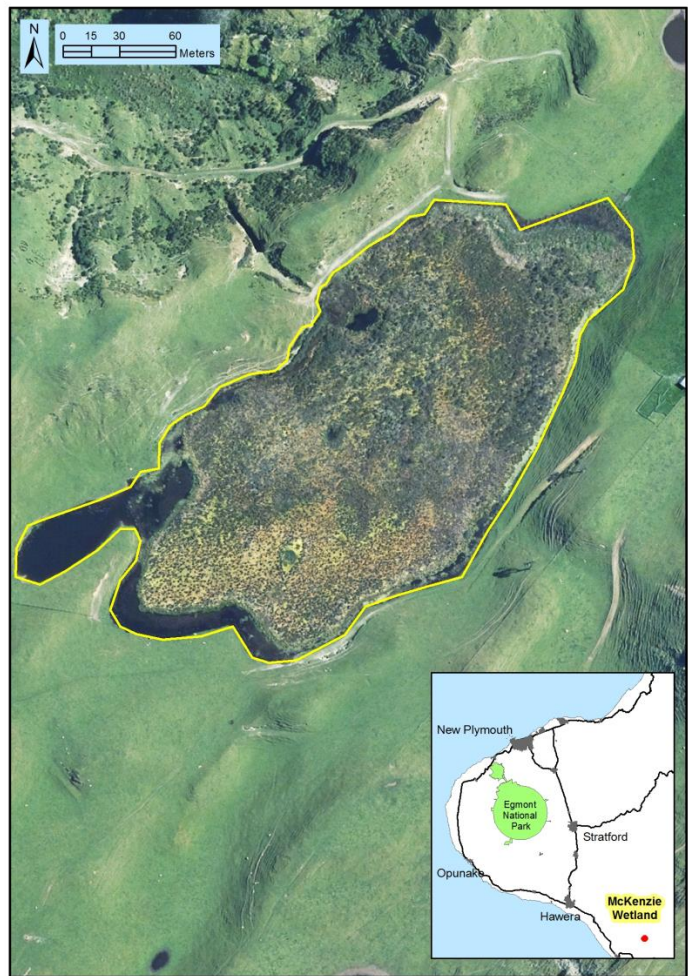 N
0 15 30 60
Meters
New Plymouth
Egmont
National
Park
Stratford
Opunake
Hawera
McKenzie
Wetland